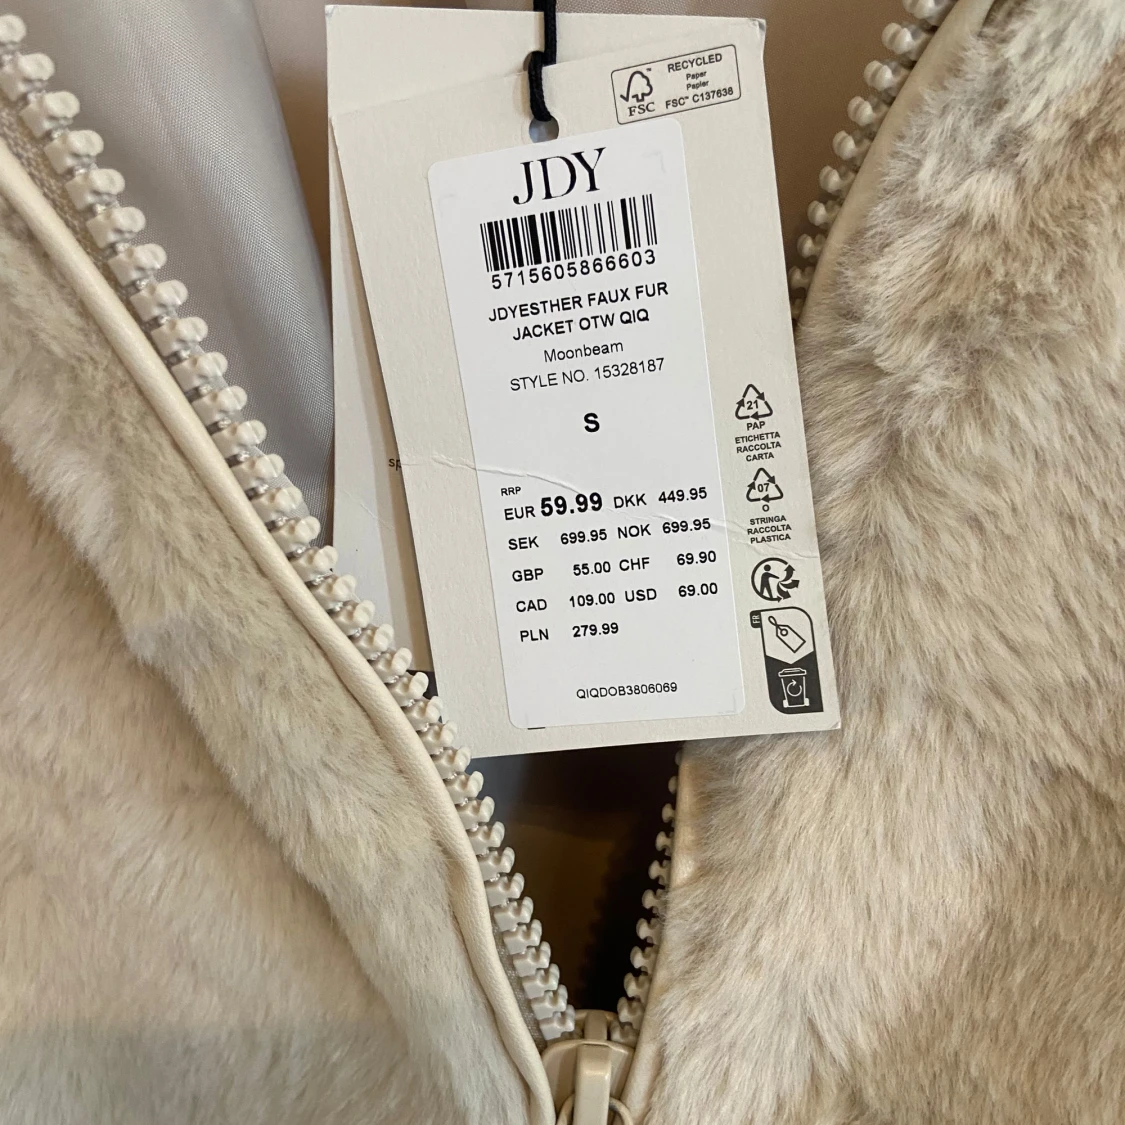 RECYCLED
Paper
Papier
FSC™ C137638
FSC
JDY
5715605866603
JDYESTHER FAUX FUR
JACKET OTW QIQ
Moonbeam
STYLE NO. 15328187
S
RRP
EUR 59.99 DKK 449.95
SEK 699.95 NOK 699.95
GBP 55.00 CHF 69.90
CAD 109.00 USD 69.00
PLN 279.99
QIQDOB3806069
21
PAP
ETICHETTA
RACCOLTA
CARTA
07
O
STRINGA
RACCOLTA
PLASTICA
FR
sp